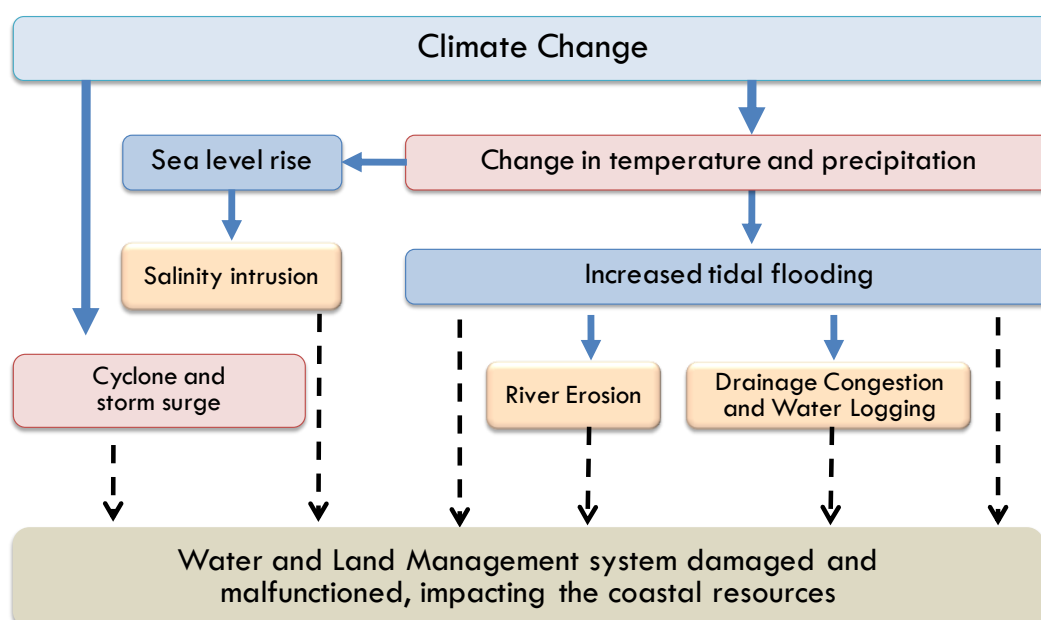 Climate Change
Sea level rise
Change in temperature and precipitation
Salinity intrusion
Increased tidal flooding
Cyclone and
storm surge
River Erosion
Drainage Congestion
and Water Logging
Water and Land Management system damaged and
malfunctioned, impacting the coastal resources